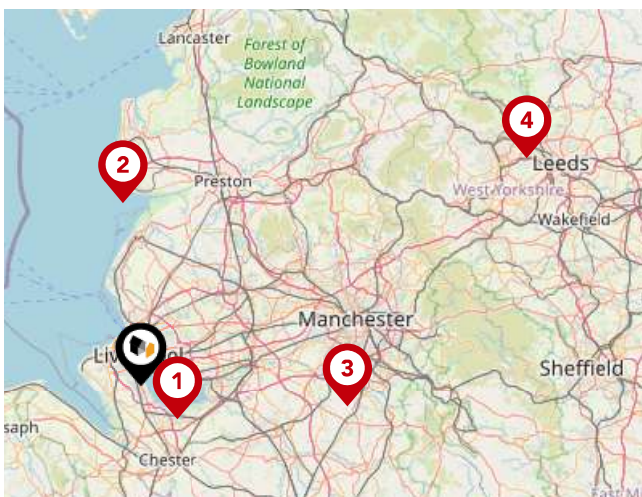 Lancaster
Forest of
Bowland
National
Landscape
4
2
Leeds
Preston
West Yorkshire
Wakefield
Manchester
1
3
Sheffield
saph
Chester